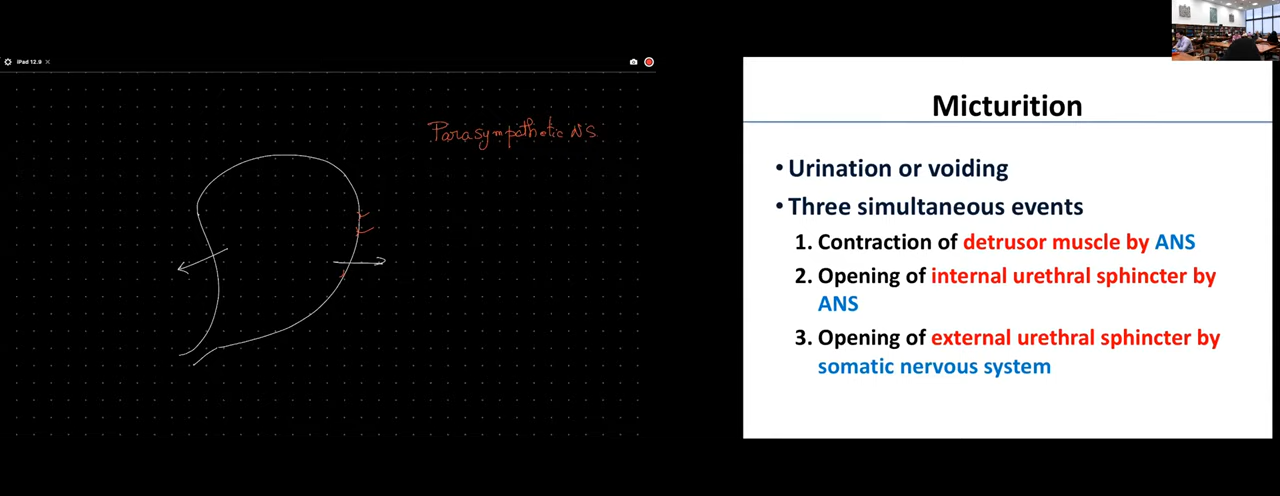 iPad 12.9
Parasympathetic NS
Micturition
• Urination or voiding
• Three simultaneous events
1. Contraction of detrusor muscle by ANS
2. Opening of internal urethral sphincter by
ANS
3. Opening of external urethral sphincter by
somatic nervous system